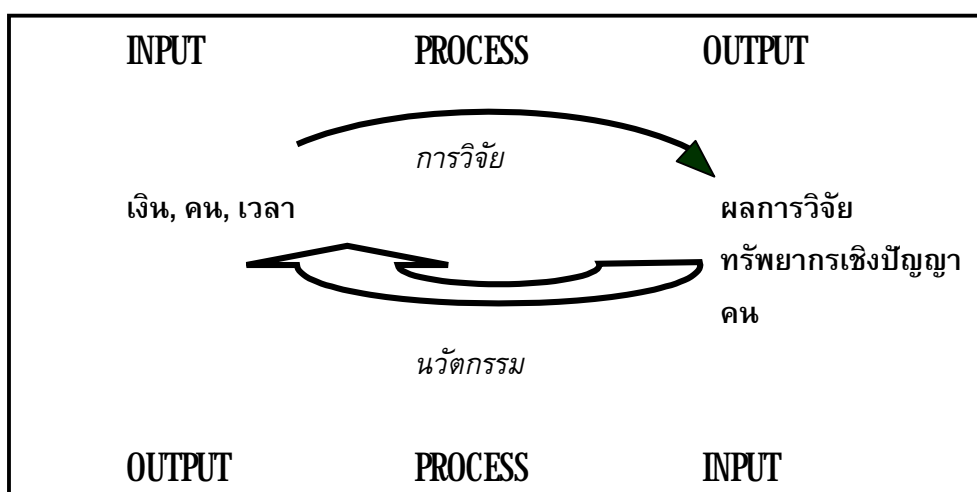 INPUT PROCESS OUTPUT
การวิจัย
เงิน, คน, เวลา ผลการวิจัย
ทรัพยากรเชิงปัญญา
คน
นวัตกรรม
OUTPUT PROCESS INPUT